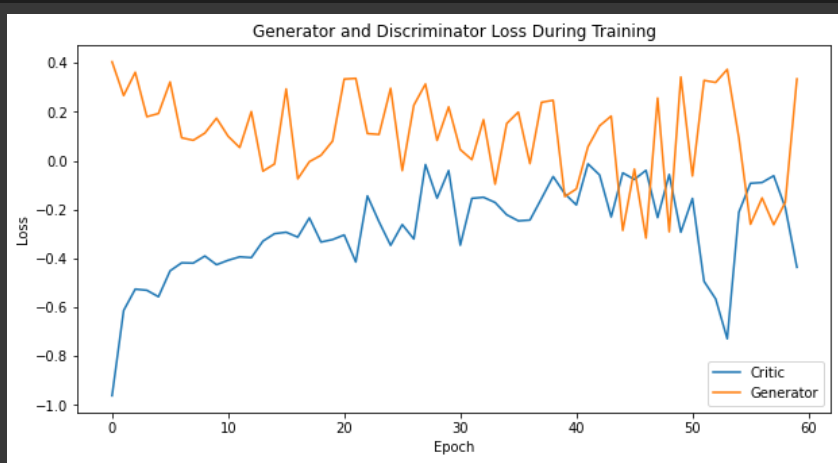 Generator and Discriminator Loss During Training
0.4
0.2
0.0
−0.2
−0.4
−0.6
−0.8
−1.0
Loss
0 10 20 30 40 50 60
Epoch
Critic
Generator